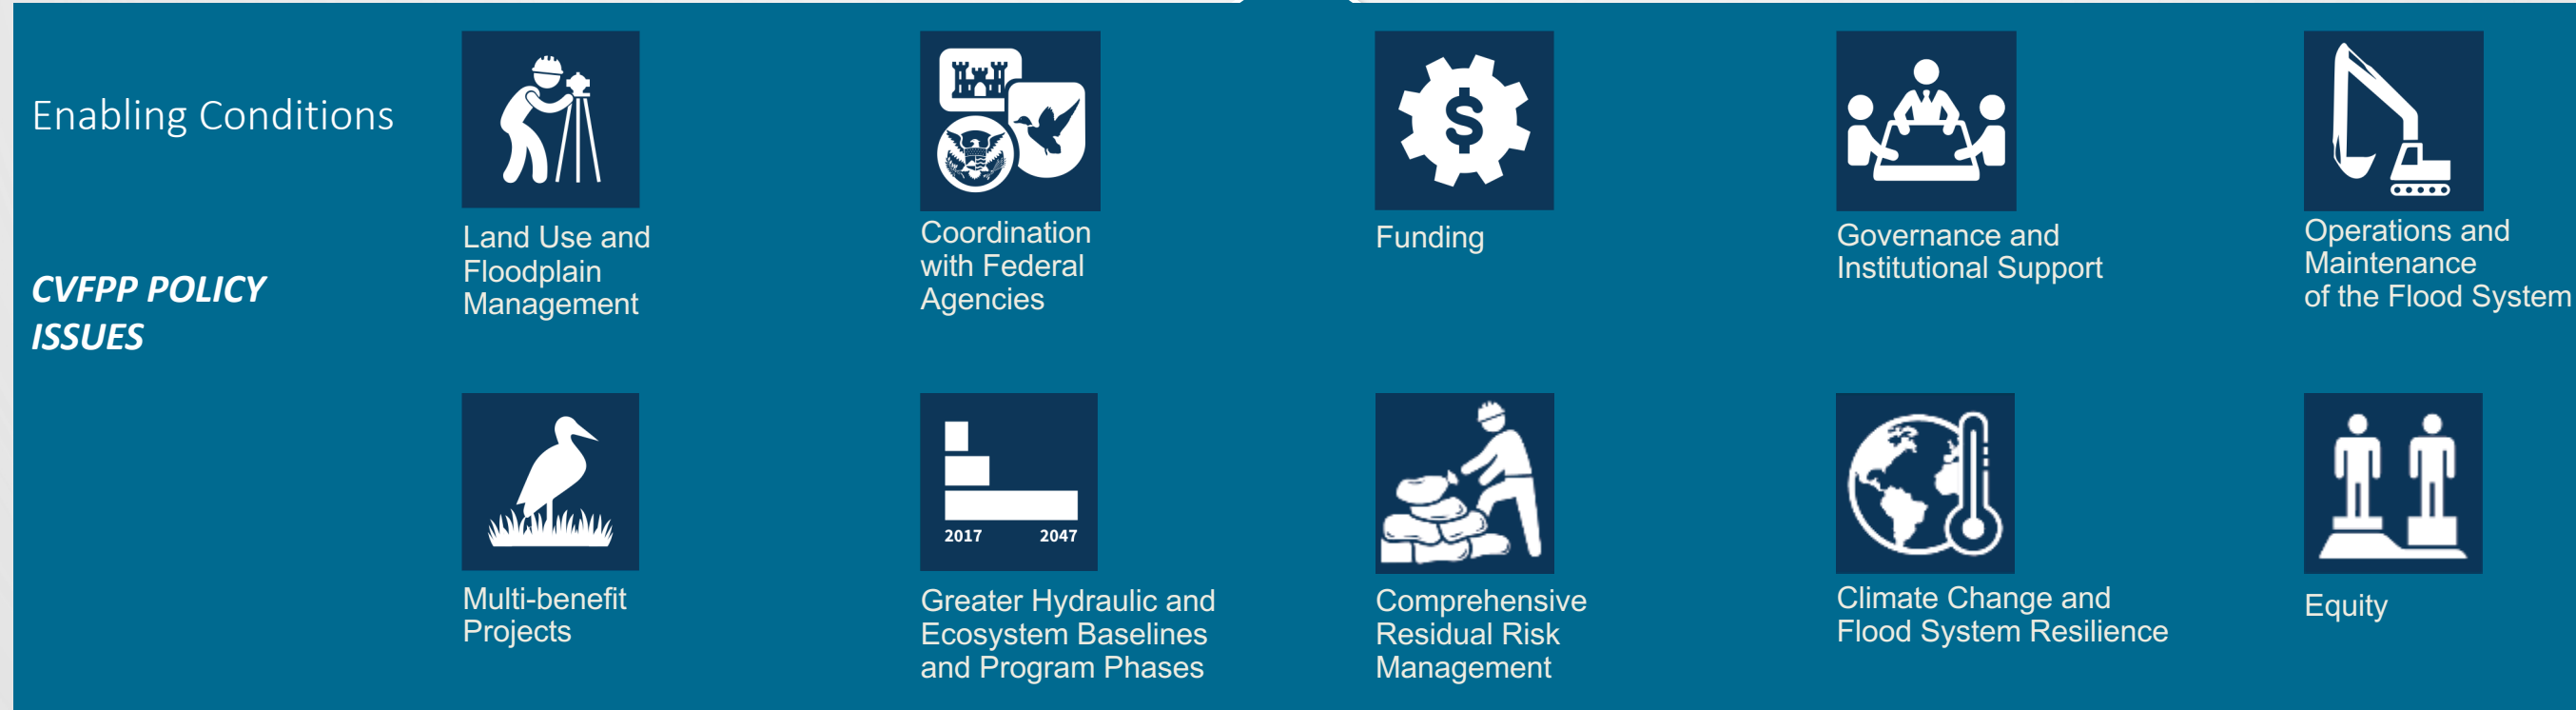 Enabling Conditions
CVFPP POLICY
ISSUES
Land Use and
Floodplain
Management
Coordination
with Federal
Agencies
$
Funding
Governance and
Institutional Support
Operations and
Maintenance
of the Flood System
Multi-benefit
Projects
2017 2047
Greater Hydraulic and
Ecosystem Baselines
and Program Phases
Comprehensive
Residual Risk
Management
Climate Change and
Flood System Resilience
Equity